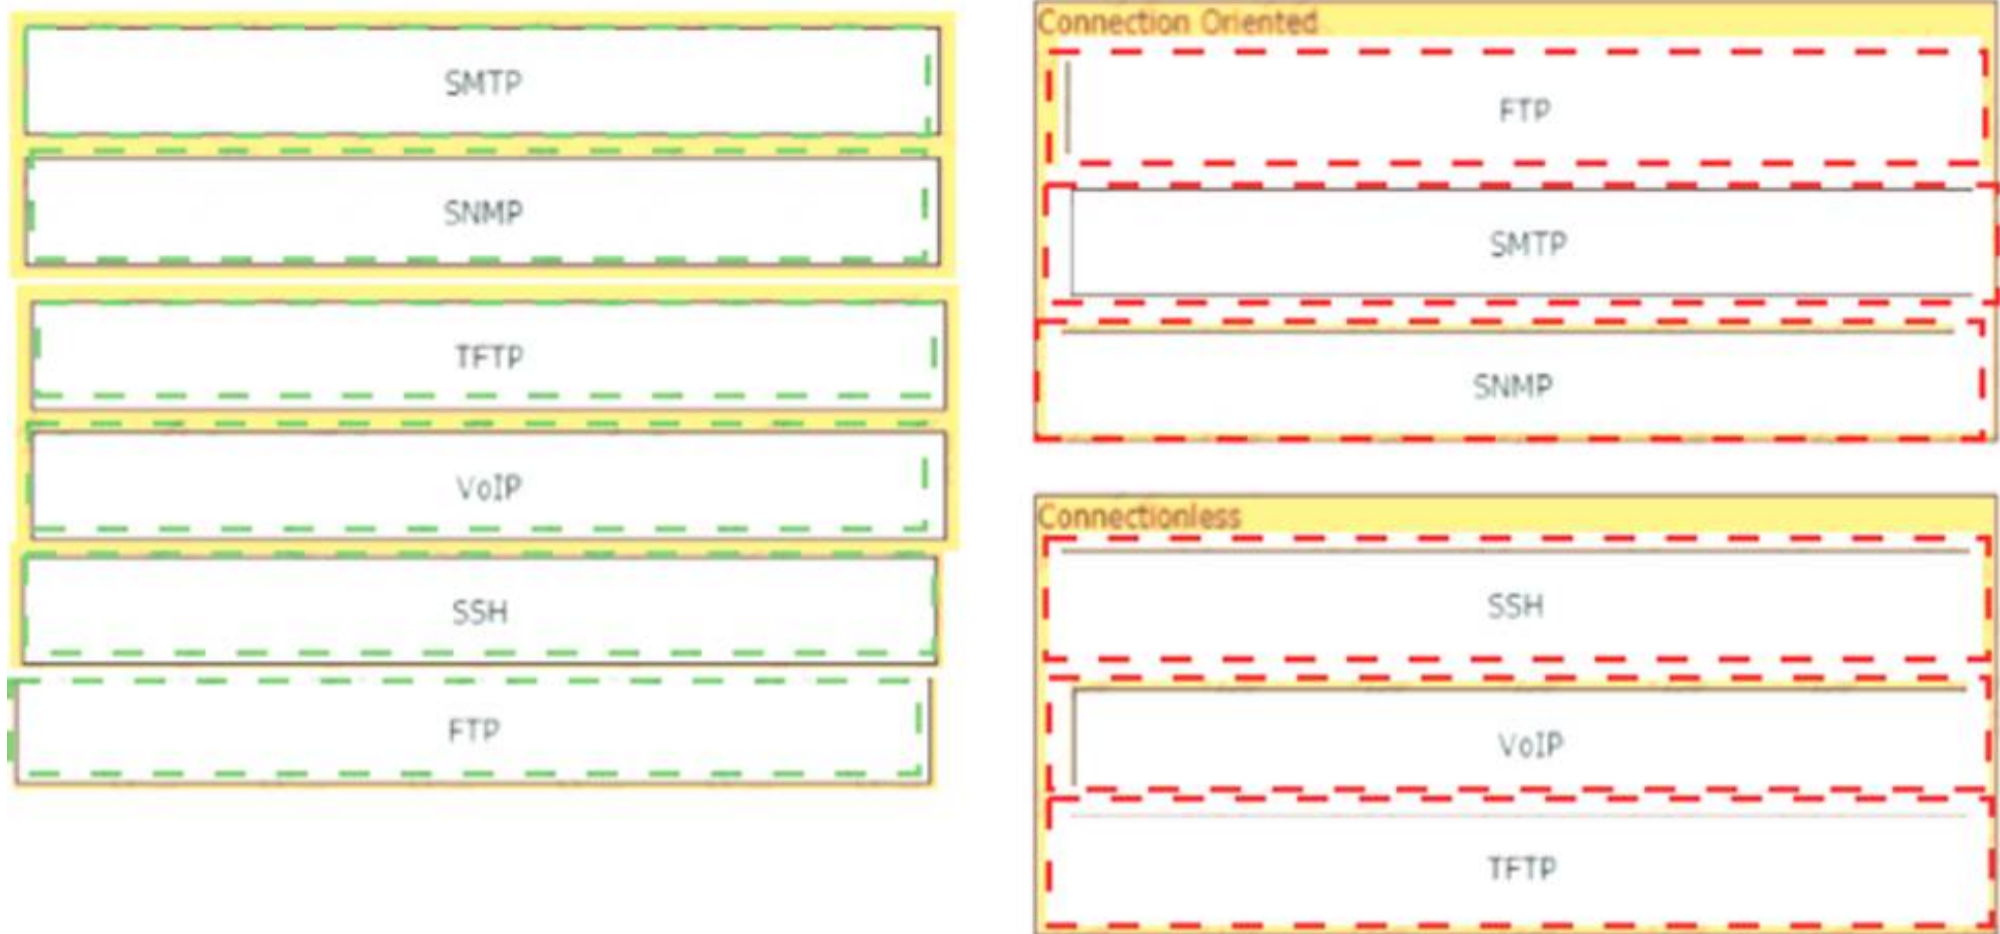 SMTP
SNMP
TFTP
VoIP
SSH
FTP
Connection Oriented
FTP
SMTP
SNMP
Connectionless
SSH
VoIP
TFTP